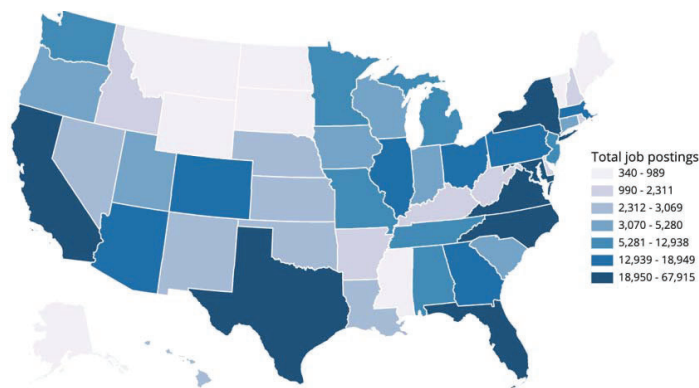 Total job postings
340 - 989
990 - 2,311
2,312 - 3,069
3,070 - 5,280
5,281 - 12,938
12,939 - 18,949
18,950 - 67,915